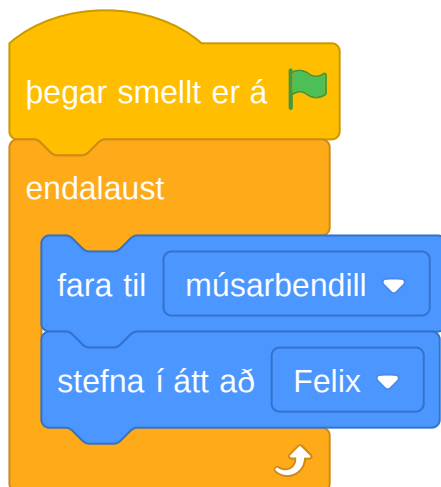 þegar smellt er á
endalaust
fara til músarbendill
stefna í átt að Felix